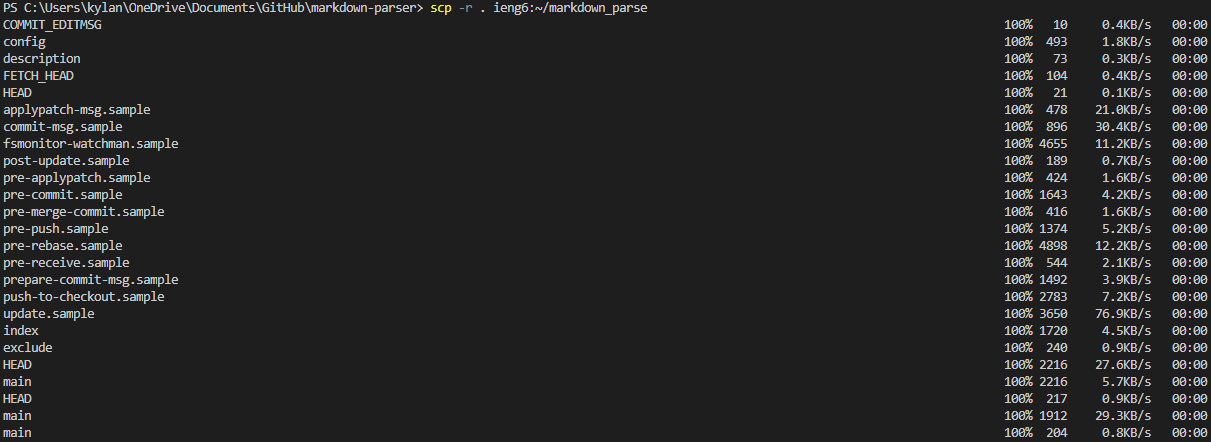 PS C:\Users\kylan\OneDrive\Documents\GitHub\markdown-parser> scp -r . ieng6:~/markdown_parse
COMMIT_EDITMSG 100% 10 0.4KB/s 00:00
config 100% 493 1.8KB/s 00:00
description 100% 73 0.3KB/s 00:00
FETCH_HEAD 100% 104 0.4KB/s 00:00
HEAD 100% 21 0.1KB/s 00:00
applypatch-msg.sample 100% 478 21.0KB/s 00:00
commit-msg.sample 100% 896 30.4KB/s 00:00
fsmonitor-watchman.sample 100% 4655 11.2KB/s 00:00
post-update.sample 100% 189 0.7KB/s 00:00
pre-applypatch.sample 100% 424 1.6KB/s 00:00
pre-commit.sample 100% 1643 4.2KB/s 00:00
pre-merge-commit.sample 100% 416 1.6KB/s 00:00
pre-push.sample 100% 1374 5.2KB/s 00:00
pre-rebase.sample 100% 4898 12.2KB/s 00:00
pre-receive.sample 100% 544 2.1KB/s 00:00
prepare-commit-msg.sample 100% 1492 3.9KB/s 00:00
push-to-checkout.sample 100% 2783 7.2KB/s 00:00
update.sample 100% 3650 76.9KB/s 00:00
index 100% 1720 4.5KB/s 00:00
exclude 100% 240 0.9KB/s 00:00
HEAD 100% 2216 27.6KB/s 00:00
main 100% 2216 5.7KB/s 00:00
HEAD 100% 217 0.9KB/s 00:00
main 100% 1912 29.3KB/s 00:00
main 100% 204 0.8KB/s 00:00